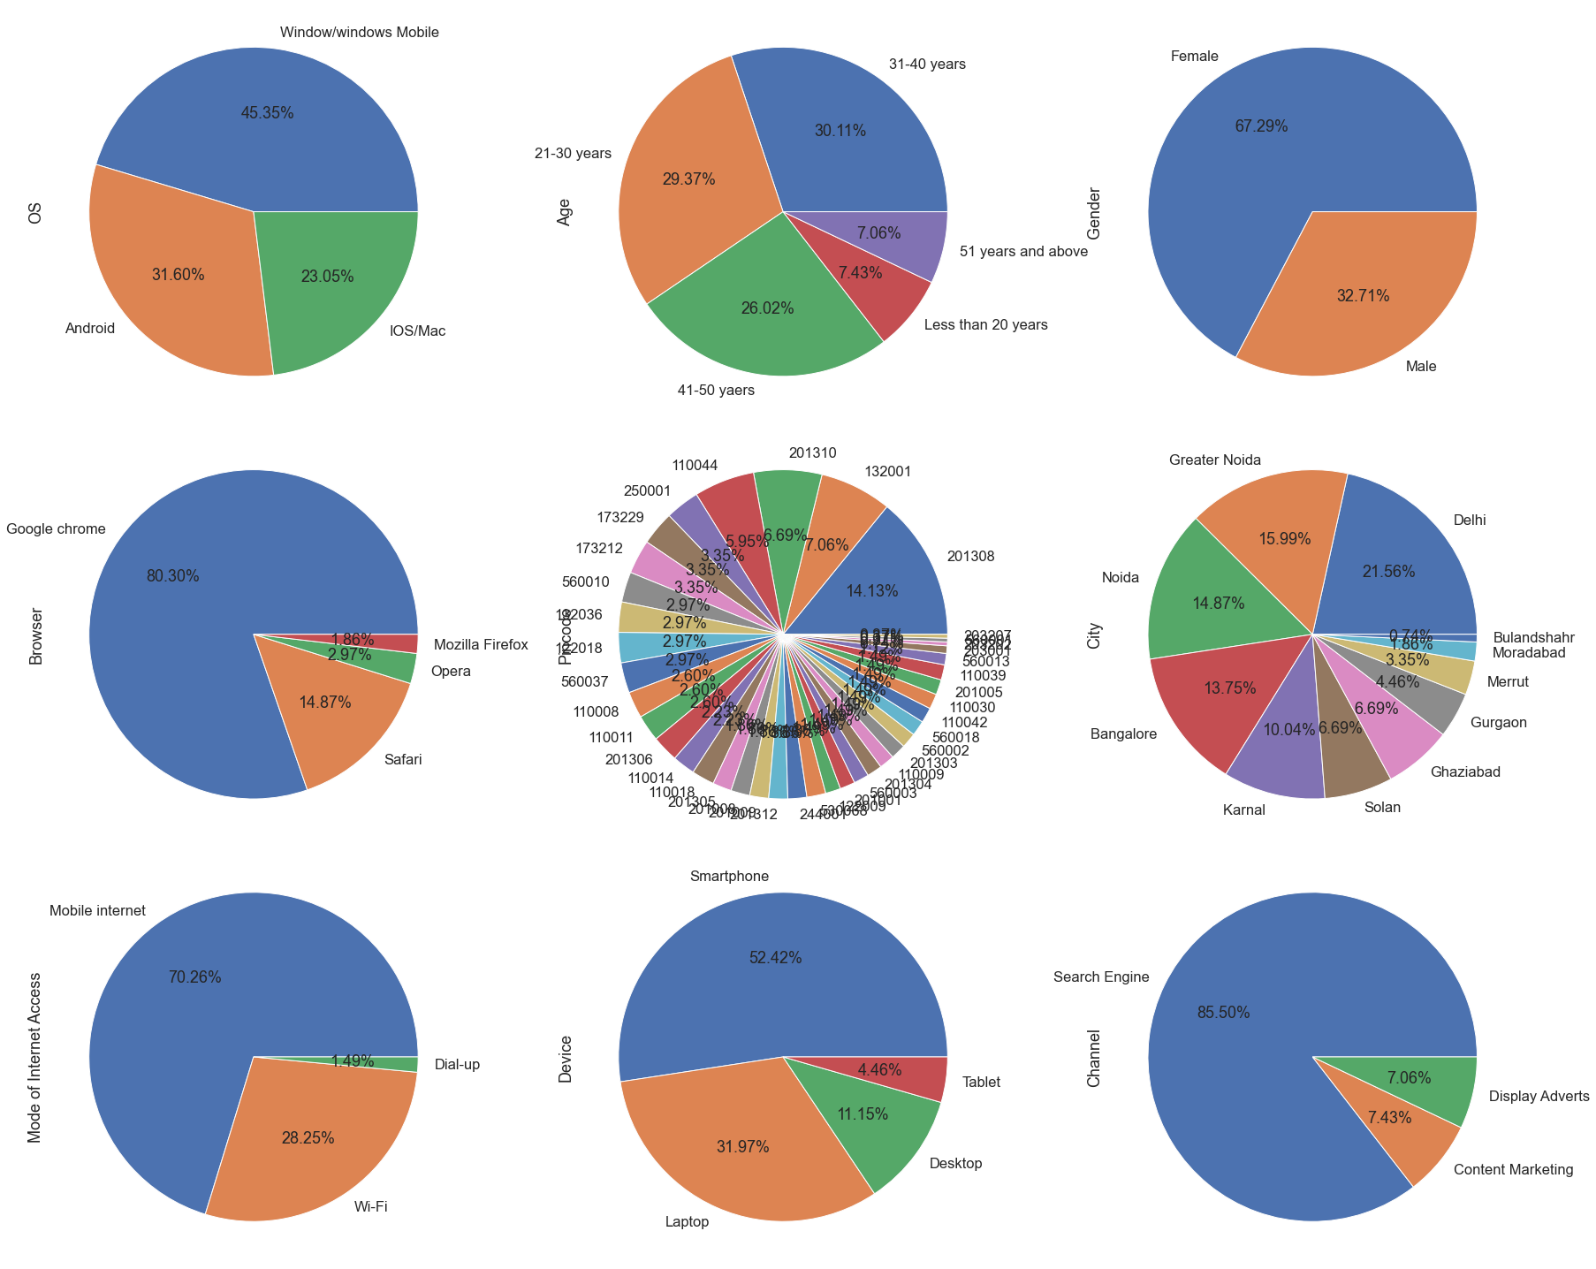 Window/windows Mobile
45.35%
OS
31.60%
23.05%
Android
IOS/Mac
31-40 years
30.11%
21-30 years
29.37%
Age
7.06%
51 years and above
7.43%
26.02%
Less than 20 years
41-50 yaers
Female
67.29%
Gender
32.71%
Male
Google chrome
80.30%
Browser
1.86%
Mozilla Firefox
2.97%
Opera
14.87%
Safari
201310
110044
132001
250001
173229
173212
560010
122018
560037
110008
110011
201306
110014
110018
201305
201312
201308
6.69%
5.95%
7.06%
14.13%
3.35%
3.35%
3.35%
2.97%
2.97%
2.97%
2.97%
2.60%
2.60%
2.60%
560013
110039
201005
110030
110042
560018
560002
201303
110009
201304
560003
Greater Noida
Delhi
15.99%
21.56%
Noida
14.87%
City
0.74%
Bulandshahr
1.86%
Moradabad
3.35%
Merrut
4.46%
Gurgaon
13.75%
6.69%
Bangalore
10.04%
6.69%
Ghaziabad
Karnal
Solan
Mobile internet
70.26%
Mode of Internet Access
1.49%
Dial-up
28.25%
Wi-Fi
Smartphone
52.42%
Device
4.46%
Tablet
11.15%
31.97%
Desktop
Laptop
Search Engine
85.50%
Channel
7.06%
Display Adverts
7.43%
Content Marketing